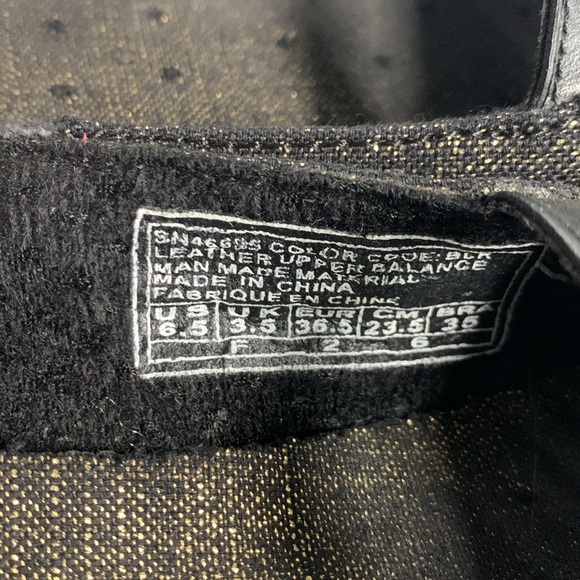 COLOR CODE: BLK
LEATHER UPPER BALANCE
MAN MADE MATERIAL
MADE IN CHINA
FABRIQUE EN CHINE
US UK EUR CM BRA
6.5 3.5 36.5 23.5 35
F 2 6